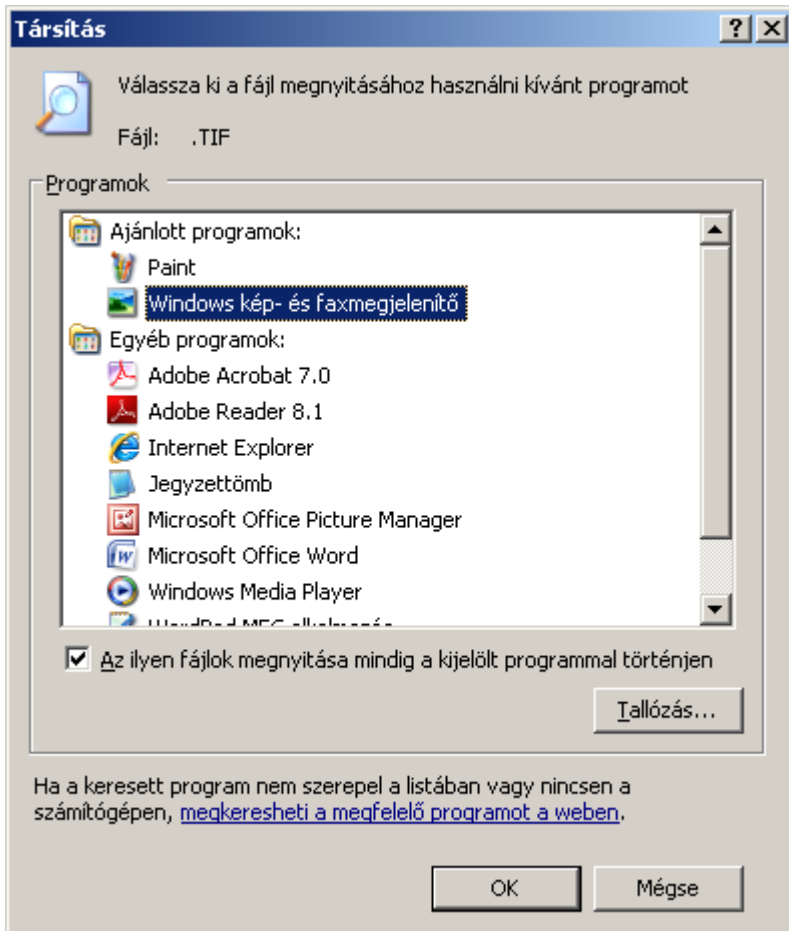 Társítás
Válassza ki a fájl megnyitásához használni kívánt programot
Fájl: .TIF
Programok
Ajánlott programok:
Paint
Windows kép- és faxmegjelenítő
Egyéb programok:
Adobe Acrobat 7.0
Adobe Reader 8.1
Internet Explorer
Jegyzettömb
Microsoft Office Picture Manager
Microsoft Office Word
Windows Media Player
WordPad MFC alkalmazás
Az ilyen fájlok megnyitása mindig a kijelölt programmal történjen
Tallózás...
Ha a keresett program nem szerepel a listában vagy nincsen a
számítógépen, megkeresheti a megfelelő programot a weben.
OK
Mégse